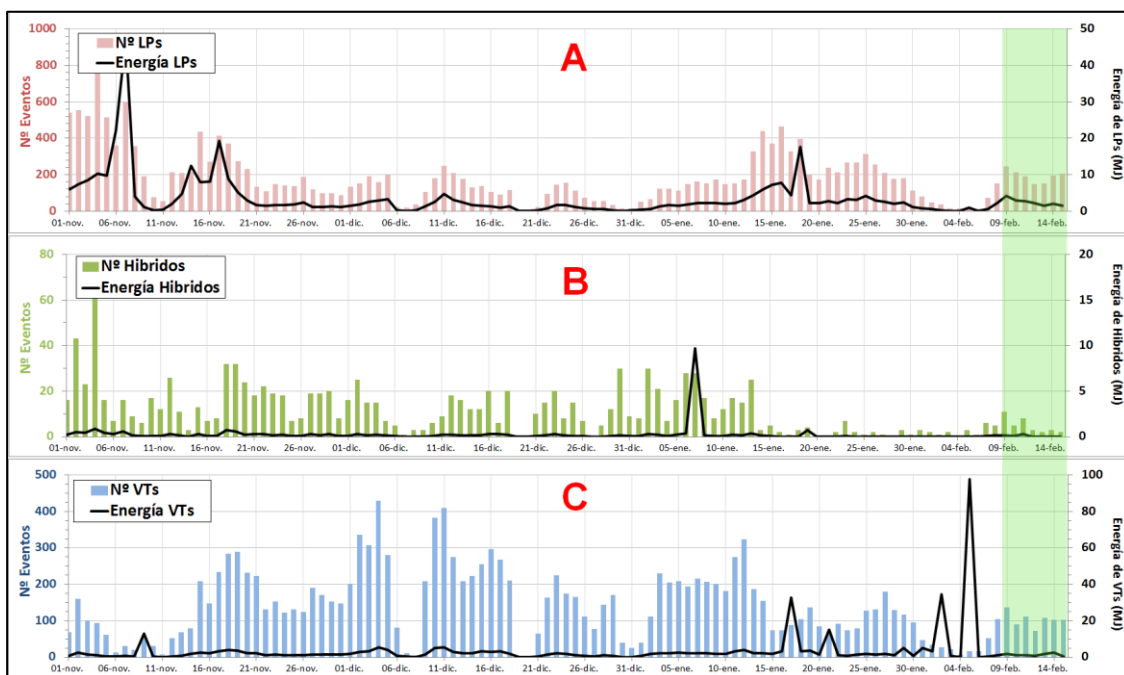 1000
800
600
400
200
0
Nº Eventos
Nº LPs
Energía LPs
A
50
40
30
20
10
0
Energía de LPs (MJ)
01-nov. 06-nov. 11-nov. 16-nov. 21-nov. 26-nov. 01-dic. 06-dic. 11-dic. 16-dic. 21-dic. 26-dic. 31-dic. 05-ene. 10-ene. 15-ene. 20-ene. 25-ene. 30-ene. 04-feb. 09-feb. 14-feb.
80
60
40
20
0
Nº Eventos
Nº Hibridos
Energía Hibridos
B
20
15
10
5
0
Energía de Hibridos (MJ)
01-nov. 06-nov. 11-nov. 16-nov. 21-nov. 26-nov. 01-dic. 06-dic. 11-dic. 16-dic. 21-dic. 26-dic. 31-dic. 05-ene. 10-ene. 15-ene. 20-ene. 25-ene. 30-ene. 04-feb. 09-feb. 14-feb.
500
400
300
200
100
0
Nº Eventos
Nº VTs
Energía VTs
C
100
80
60
40
20
0
Energía de VTs (MJ)
01-nov. 06-nov. 11-nov. 16-nov. 21-nov. 26-nov. 01-dic. 06-dic. 11-dic. 16-dic. 21-dic. 26-dic. 31-dic. 05-ene. 10-ene. 15-ene. 20-ene. 25-ene. 30-ene. 04-feb. 09-feb. 14-feb.